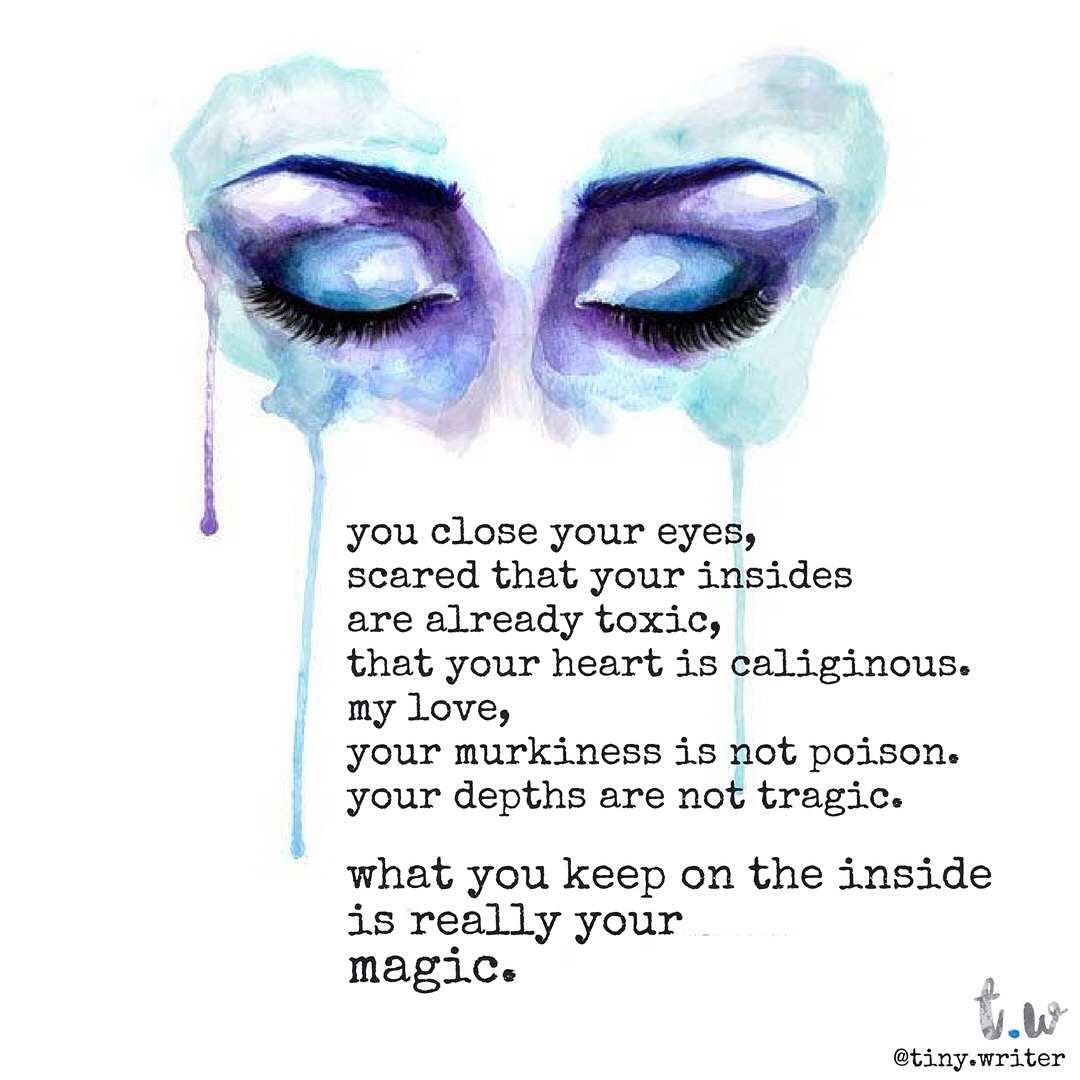 you close your eyes,
scared that your insides
are already toxic,
that your heart is caliginous.
my love,
your murkiness is not poison.
your depths are not tragic.
what you keep on the inside
is really your
magic.
t.w
@tiny.writer